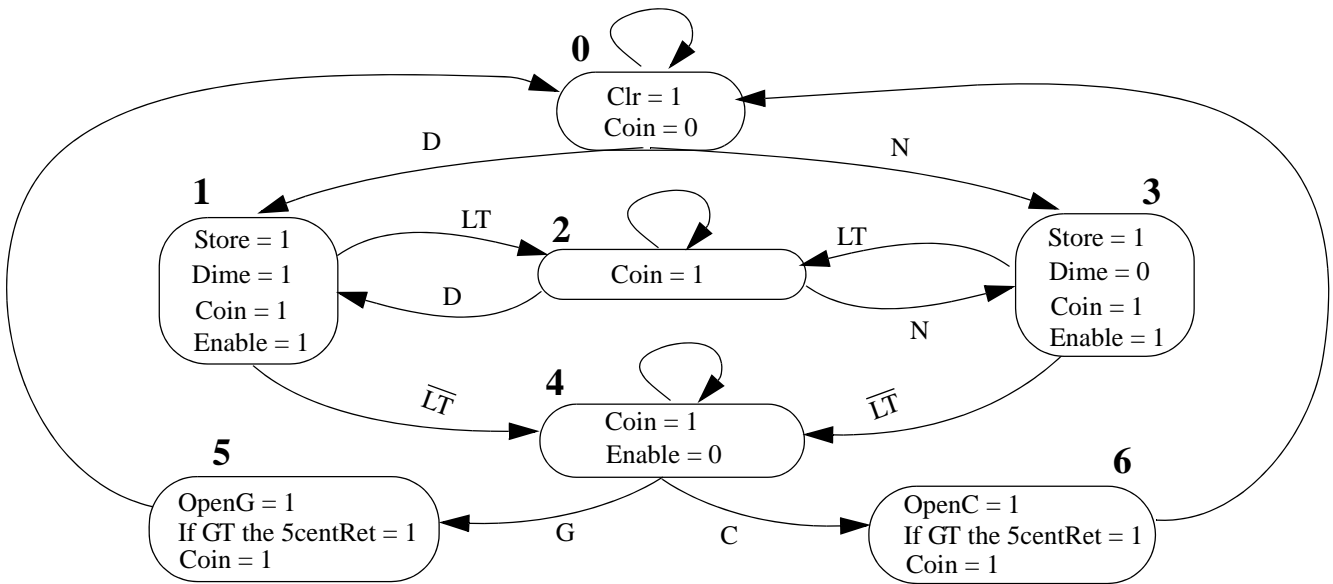 0
Clr = 1
Coin = 0
D
N
1
Store = 1
Dime = 1
Coin = 1
Enable = 1
LT
D
2
Coin = 1
LT
N
3
Store = 1
Dime = 0
Coin = 1
Enable = 1
L̅T̅
4
Coin = 1
Enable = 0
L̅T̅
5
OpenG = 1
If GT the 5centRet = 1
Coin = 1
G
C
6
OpenC = 1
If GT the 5centRet = 1
Coin = 1